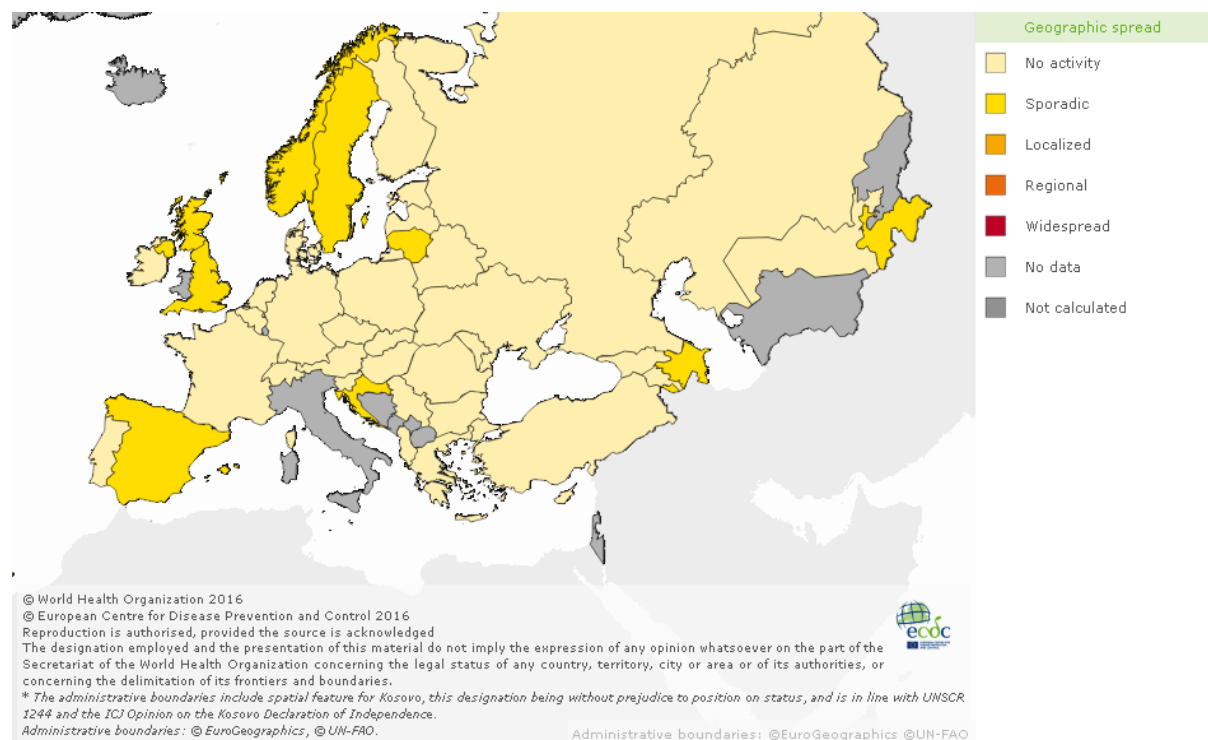 Geographic spread
No activity
Sporadic
Localized
Regional
Widespread
No data
Not calculated
© World Health Organization 2016
© European Centre for Disease Prevention and Control 2016
Reproduction is authorised, provided the source is acknowledged
The designation employed and the presentation of this material do not imply the expression of any opinion whatsoever on the part of the
Secretariat of the World Health Organization concerning the legal status of any country, territory, city or area or of its authorities, or
concerning the delimitation of its frontiers and boundaries.
* The administrative boundaries include spatial feature for Kosovo, this designation being without prejudice to position on status, and is in line with UNSCR
1244 and the ICJ Opinion on the Kosovo Declaration of Independence.
Administrative boundaries: © EuroGeographics, © UN-FAO.
ecdc
Administrative boundaries: ©EuroGeographics ©UN-FAO